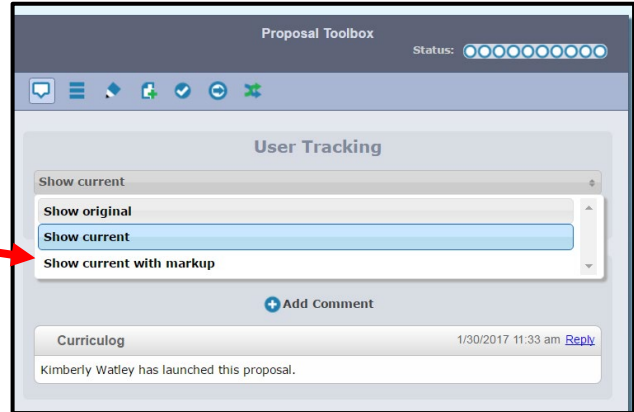 Proposal Toolbox
Status:
User Tracking
Show current
Show original
Show current
Show current with markup
Add Comment
Curriculog 1/30/2017 11:33 am Reply
Kimberly Watley has launched this proposal.